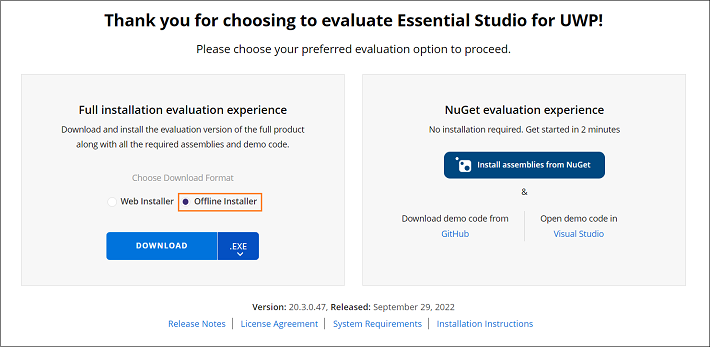 Thank you for choosing to evaluate Essential Studio for UWP!
Please choose your preferred evaluation option to proceed.
Full installation evaluation experience
Download and install the evaluation version of the full product
along with all the required assemblies and demo code.
Choose Download Format
Web Installer
Offline Installer
DOWNLOAD
.EXE
NuGet evaluation experience
No installation required. Get started in 2 minutes
Install assemblies from NuGet
&
Download demo code from
GitHub
Open demo code in
Visual Studio
Version: 20.3.0.47, Released: September 29, 2022
Release Notes | License Agreement | System Requirements | Installation Instructions